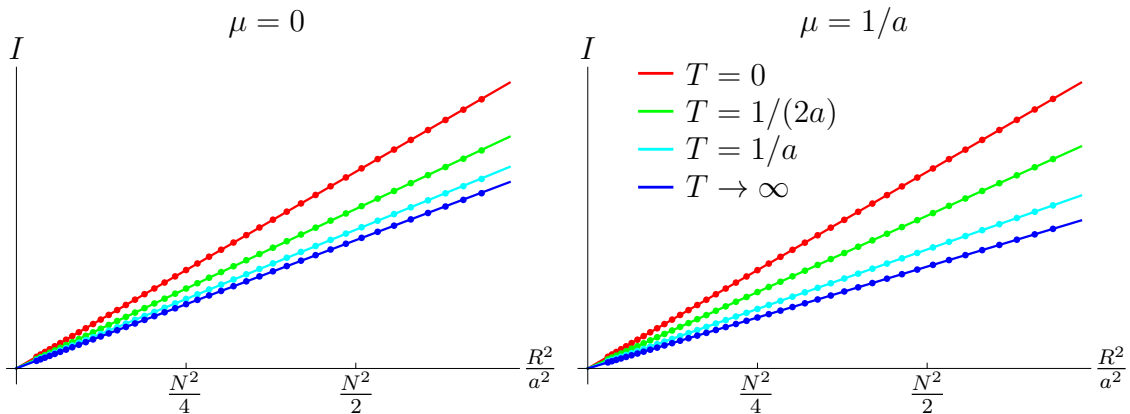 μ = 0
I
N²/4
N²/2
R²/a²
μ = 1/a
I
T = 0
T = 1/(2a)
T = 1/a
T → ∞
N²/4
N²/2
R²/a²